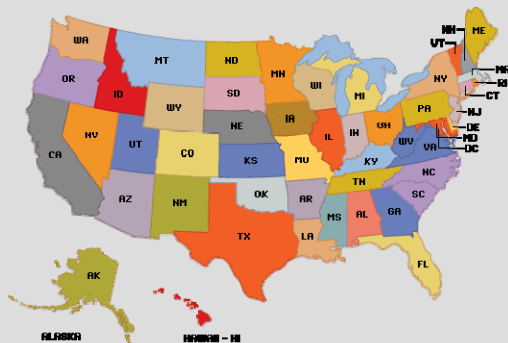 WA
OR
CA
NV
ID
MT
WY
UT
CO
AZ
NM
ND
SD
NE
KS
OK
TX
MN
IA
MO
AR
LA
WI
IL
MI
IN
OH
KY
TN
MS
AL
GA
FL
SC
NC
VA
WV
PA
NY
VT
NH
ME
MA
RI
CT
NJ
DE
MD
DC
AK
ALASKA
HAWAII - HI